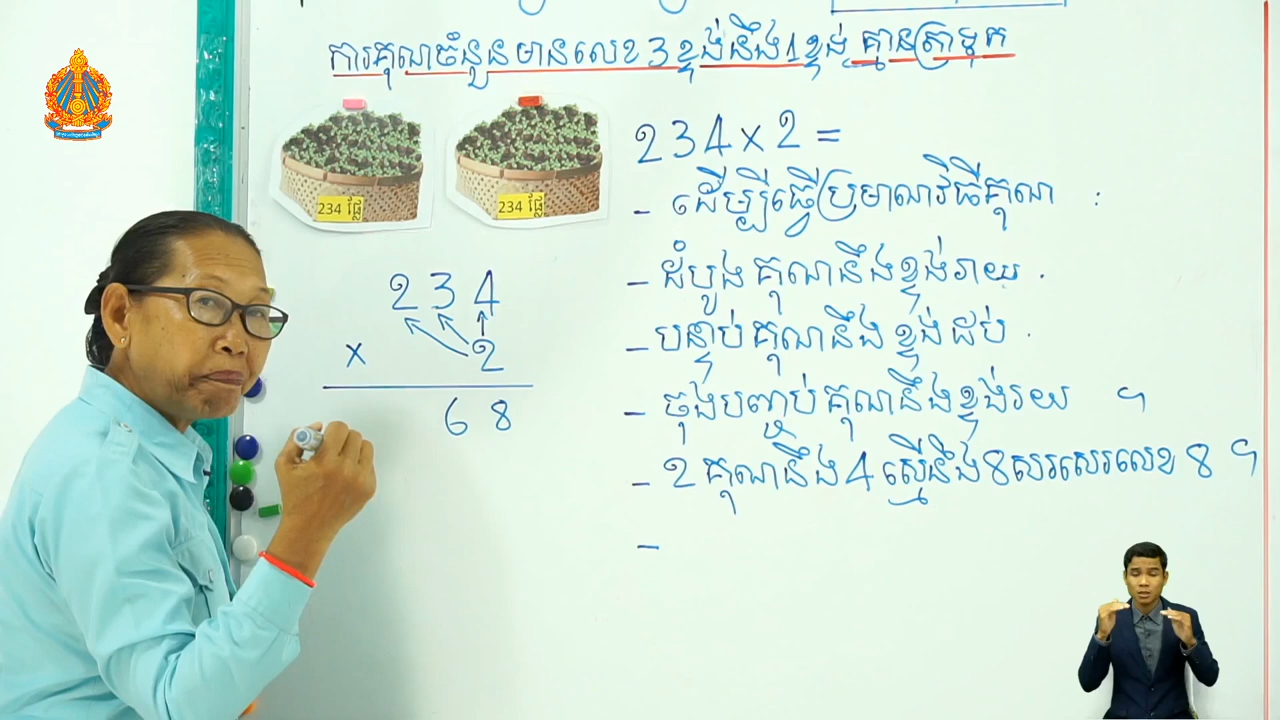 ការគុណចំនួនមានលេខ 3 ខ្ទង់នឹង 1 ខ្ទង់ គ្មានត្រាទុក
234 ផ្លែ
234 ផ្លែ
234 x 2 =
- ដើម្បីធ្វើប្រមាណវិធីគុណ :
- ដំបូងគុណនឹងខ្ទង់រាយ .
- បន្ទាប់គុណនឹងខ្ទង់ដប់ .
- ចុងបញ្ចប់គុណនឹងខ្ទង់រយ ។
- 2 គុណនឹង 4 ស្មើនឹង 8 សរសេរលេខ 8 ។
-
234
x 2
68